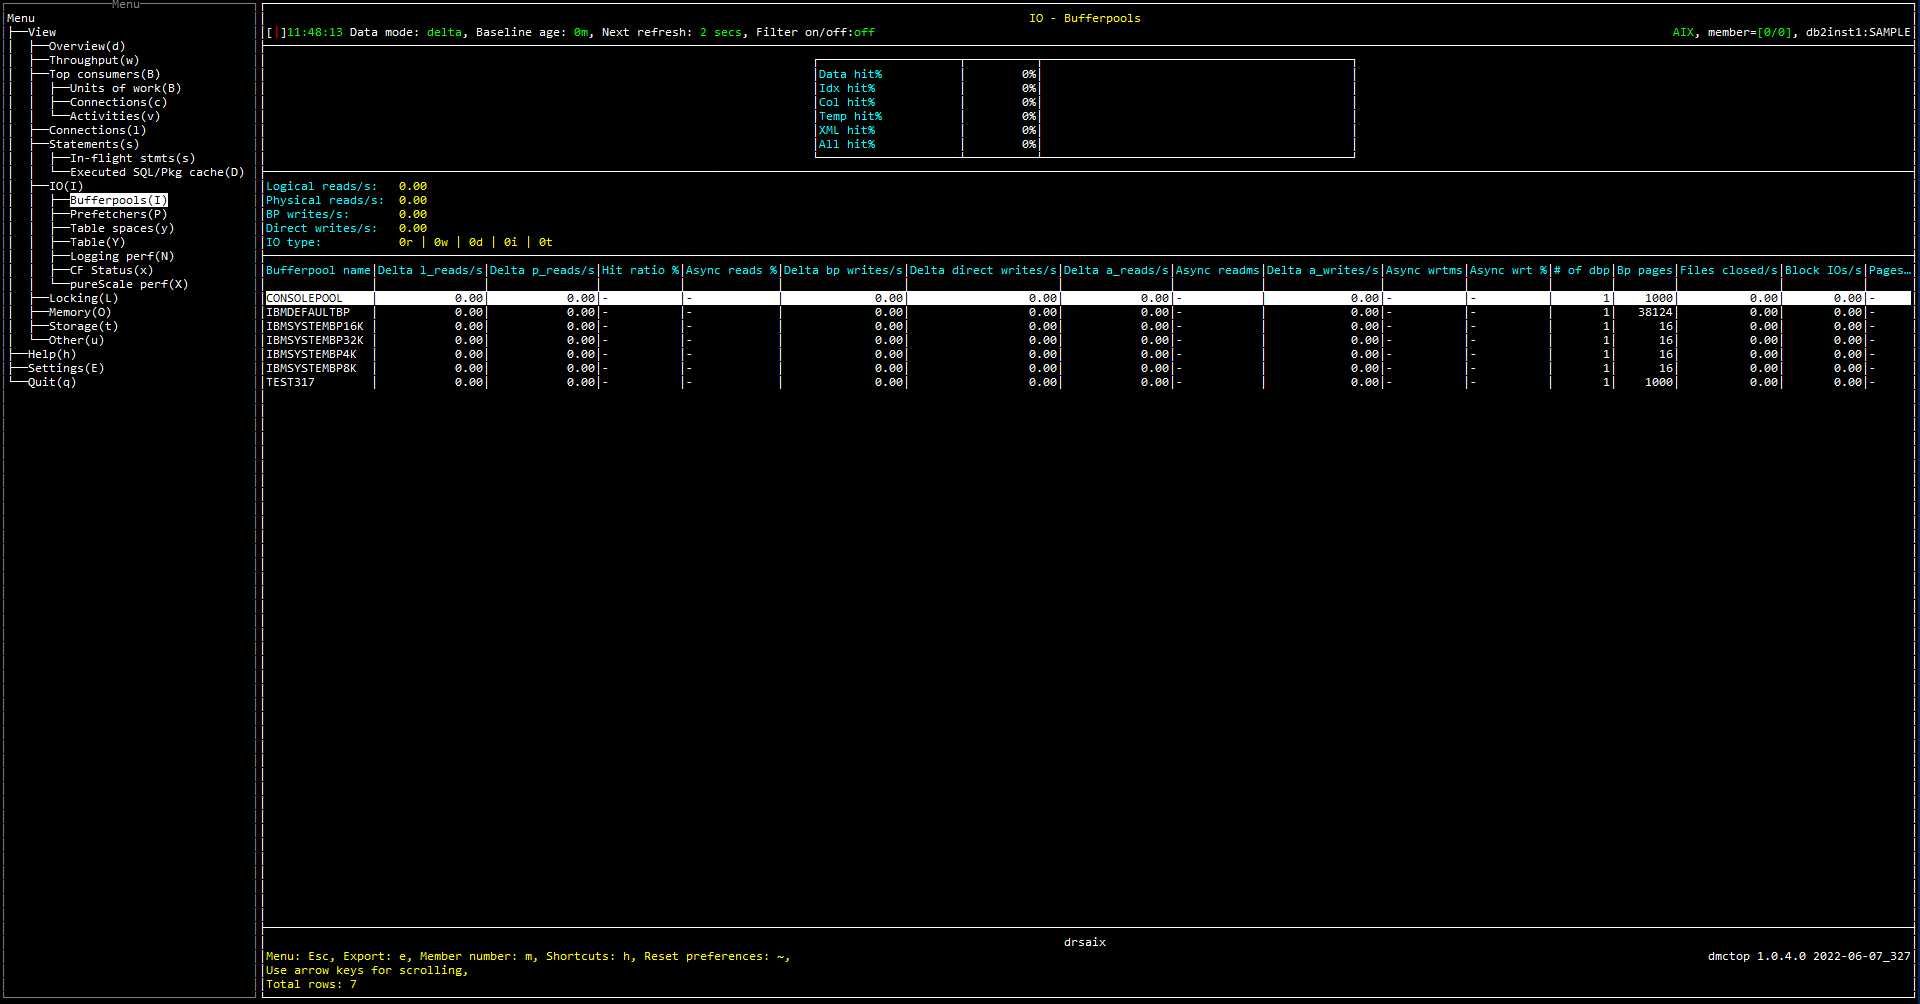 Menu
Menu
View
Overview(d)
Throughput(w)
Top consumers(B)
Units of work(B)
Connections(c)
Activities(v)
Connections(l)
Statements(s)
In-flight stmts(s)
Executed SQL/Pkg cache(D)
IO(I)
Bufferpools(I)
Prefetchers(P)
Table spaces(y)
Table(Y)
Logging perf(N)
CF Status(x)
pureScale perf(X)
Locking(L)
Memory(O)
Storage(t)
Other(u)
Help(h)
Settings(E)
Quit(q)
IO - Bufferpools
[|]11:48:13 Data mode: delta, Baseline age: 0m, Next refresh: 2 secs, Filter on/off:off AIX, member=[0/0], db2inst1:SAMPLE
Data hit% 0%
Idx hit% 0%
Col hit% 0%
Temp hit% 0%
XML hit% 0%
All hit% 0%
Logical reads/s: 0.00
Physical reads/s: 0.00
BP writes/s: 0.00
Direct writes/s: 0.00
IO type: 0r | 0w | 0d | 0i | 0t
Bufferpool name|Delta l_reads/s|Delta p_reads/s|Hit ratio %|Async reads %|Delta bp writes/s|Delta direct writes/s|Delta a_reads/s|Async readms|Delta a_writes/s|Async wrtms|Async wrt %|# of dbp|Bp pages|Files closed/s|Block IOs/s|Pages…
CONSOLEPOOL | 0.00| 0.00|- |- | 0.00| 0.00| 0.00|- | 0.00|- |- | 1| 1000| 0.00| 0.00|-
IBMDEFAULTBP | 0.00| 0.00|- |- | 0.00| 0.00| 0.00|- | 0.00|- |- | 1| 38124| 0.00| 0.00|-
IBMSYSTEMBP16K | 0.00| 0.00|- |- | 0.00| 0.00| 0.00|- | 0.00|- |- | 1| 16| 0.00| 0.00|-
IBMSYSTEMBP32K | 0.00| 0.00|- |- | 0.00| 0.00| 0.00|- | 0.00|- |- | 1| 16| 0.00| 0.00|-
IBMSYSTEMBP4K | 0.00| 0.00|- |- | 0.00| 0.00| 0.00|- | 0.00|- |- | 1| 16| 0.00| 0.00|-
IBMSYSTEMBP8K | 0.00| 0.00|- |- | 0.00| 0.00| 0.00|- | 0.00|- |- | 1| 16| 0.00| 0.00|-
TEST317 | 0.00| 0.00|- |- | 0.00| 0.00| 0.00|- | 0.00|- |- | 1| 1000| 0.00| 0.00|-
drsaix
Menu: Esc, Export: e, Member number: m, Shortcuts: h, Reset preferences: ~, dmctop 1.0.4.0 2022-06-07_327
Use arrow keys for scrolling,
Total rows: 7